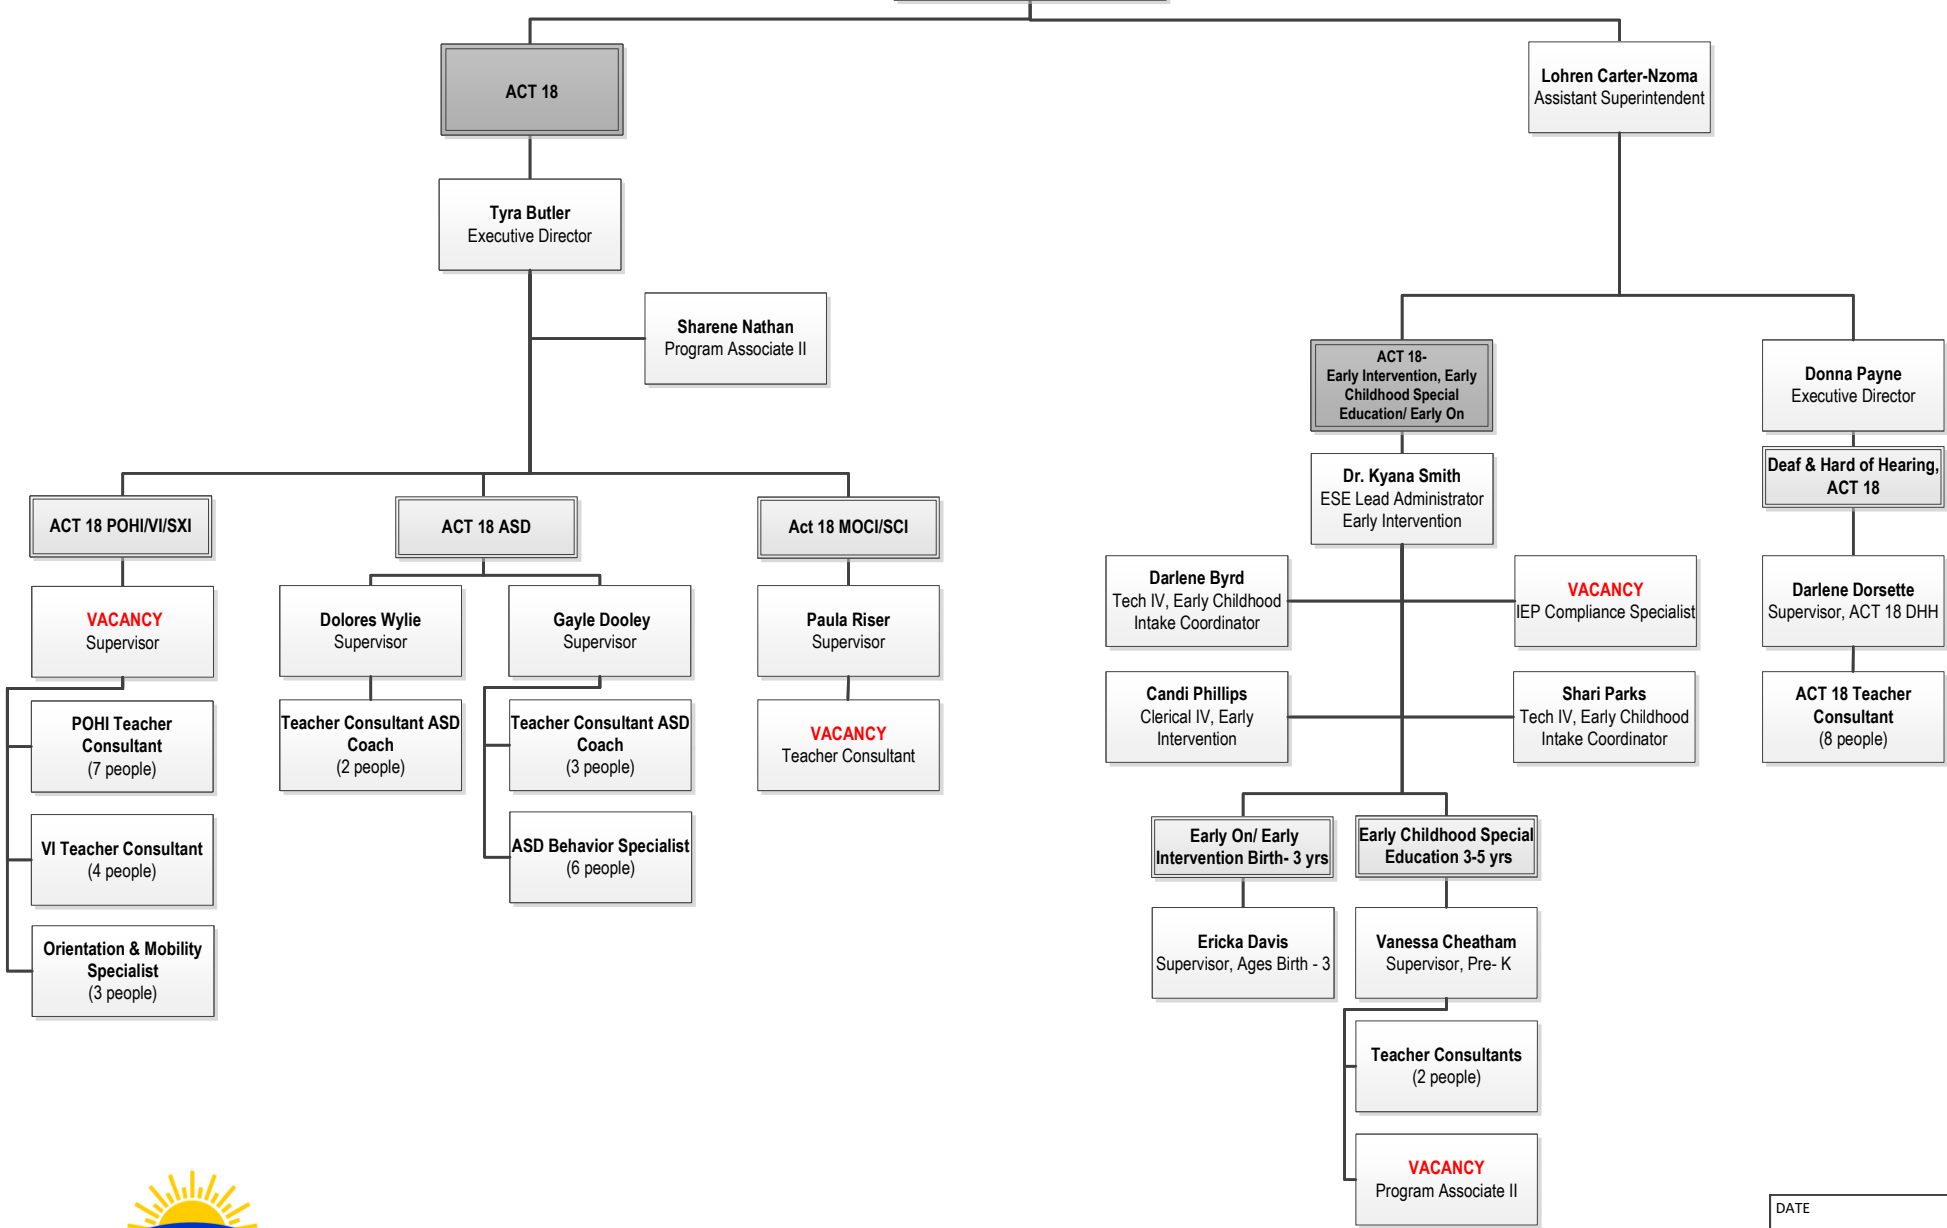 ACT 18
Lohren Carter-Nzoma
Assistant Superintendent
Tyra Butler
Executive Director
Sharene Nathan
Program Associate II
ACT 18-
Early Intervention, Early
Childhood Special
Education/ Early On
Donna Payne
Executive Director
Dr. Kyana Smith
ESE Lead Administrator
Early Intervention
Deaf & Hard of Hearing,
ACT 18
ACT 18 POHI/VI/SXI
ACT 18 ASD
Act 18 MOCI/SCI
VACANCY
Supervisor
Dolores Wylie
Supervisor
Gayle Dooley
Supervisor
Paula Riser
Supervisor
Darlene Byrd
Tech IV, Early Childhood
Intake Coordinator
VACANCY
IEP Compliance Specialist
Darlene Dorsette
Supervisor, ACT 18 DHH
POHI Teacher
Consultant
(7 people)
Teacher Consultant ASD
Coach
(2 people)
Teacher Consultant ASD
Coach
(3 people)
VACANCY
Teacher Consultant
Candi Phillips
Clerical IV, Early
Intervention
Shari Parks
Tech IV, Early Childhood
Intake Coordinator
ACT 18 Teacher
Consultant
(8 people)
VI Teacher Consultant
(4 people)
ASD Behavior Specialist
(6 people)
Early On/ Early
Intervention Birth- 3 yrs
Early Childhood Special
Education 3-5 yrs
Orientation & Mobility
Specialist
(3 people)
Ericka Davis
Supervisor, Ages Birth - 3
Vanessa Cheatham
Supervisor, Pre- K
Teacher Consultants
(2 people)
VACANCY
Program Associate II
DATE